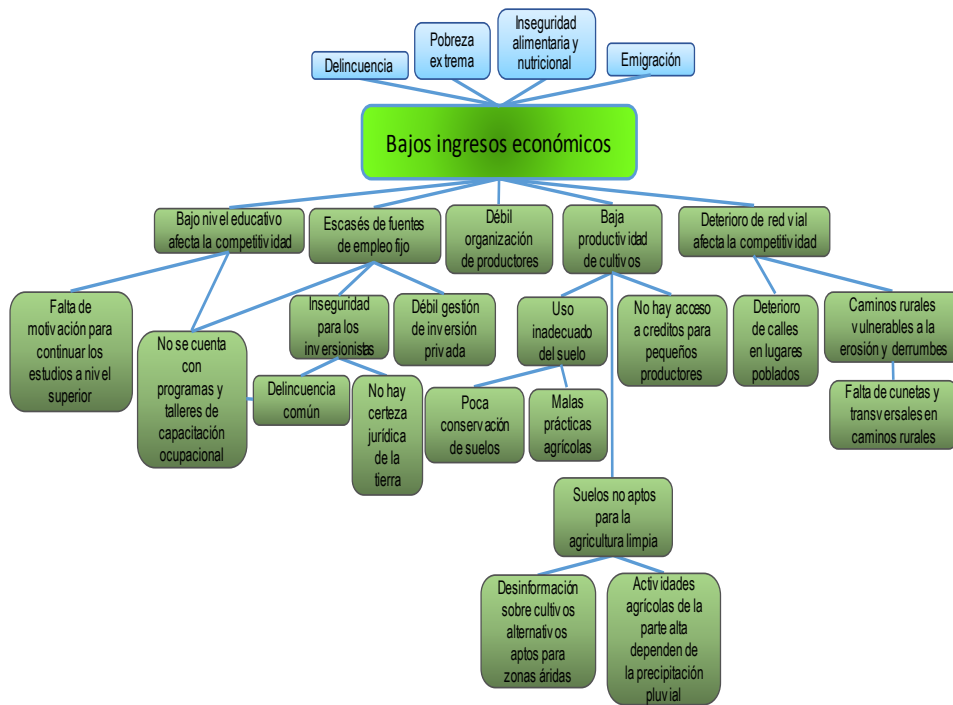 Delincuencia
Pobreza
extrema
Inseguridad
alimentaria y
nutricional
Emigración
Bajos ingresos económicos
Bajo nivel educativo
afecta la competitividad
Escasés de fuentes
de empleo fijo
Débil
organización
de productores
Baja
productividad
de cultivos
Deterioro de red vial
afecta la competitividad
Falta de
motivación para
continuar los
estudios a nivel
superior
No se cuenta
con
programas y
talleres de
capacitación
ocupacional
Inseguridad
para los
inversionistas
Débil gestión
de inversión
privada
Delincuencia
común
No hay
certeza
jurídica
de la
tierra
Uso
inadecuado
del suelo
No hay acceso
a creditos para
pequeños
productores
Poca
conservación
de suelos
Malas
prácticas
agrícolas
Deterioro
de calles
en lugares
poblados
Caminos rurales
vulnerables a la
erosión y derrumbes
Falta de cunetas y
transversales en
caminos rurales
Suelos no aptos
para la
agricultura limpia
Desinformación
sobre cultivos
alternativos
aptos para
zonas áridas
Actividades
agrícolas de la
parte alta
dependen de
la precipitación
pluvial